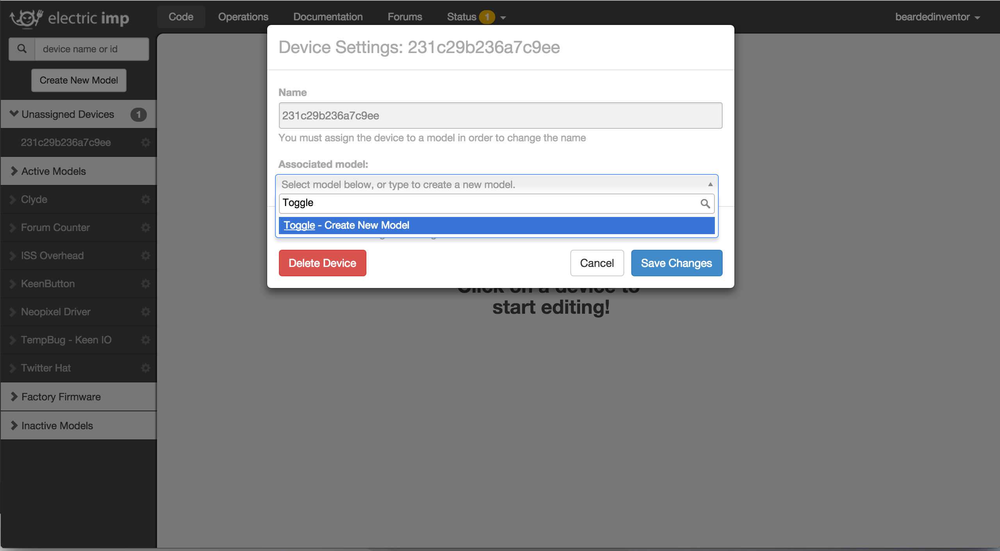 electric imp
Code
Operations
Documentation
Forums
Status 1
beardedinventor
device name or id
Create New Model
Unassigned Devices 1
231c29b236a7c9ee
Active Models
Clyde
Forum Counter
ISS Overhead
KeenButton
Neopixel Driver
TempBug - Keen IO
Twitter Hat
Factory Firmware
Inactive Models
Device Settings: 231c29b236a7c9ee
Name
231c29b236a7c9ee
You must assign the device to a model in order to change the name
Associated model:
Select model below, or type to create a new model.
Toggle
Toggle - Create New Model
Delete Device
Cancel
Save Changes
Click on a device to
start editing!